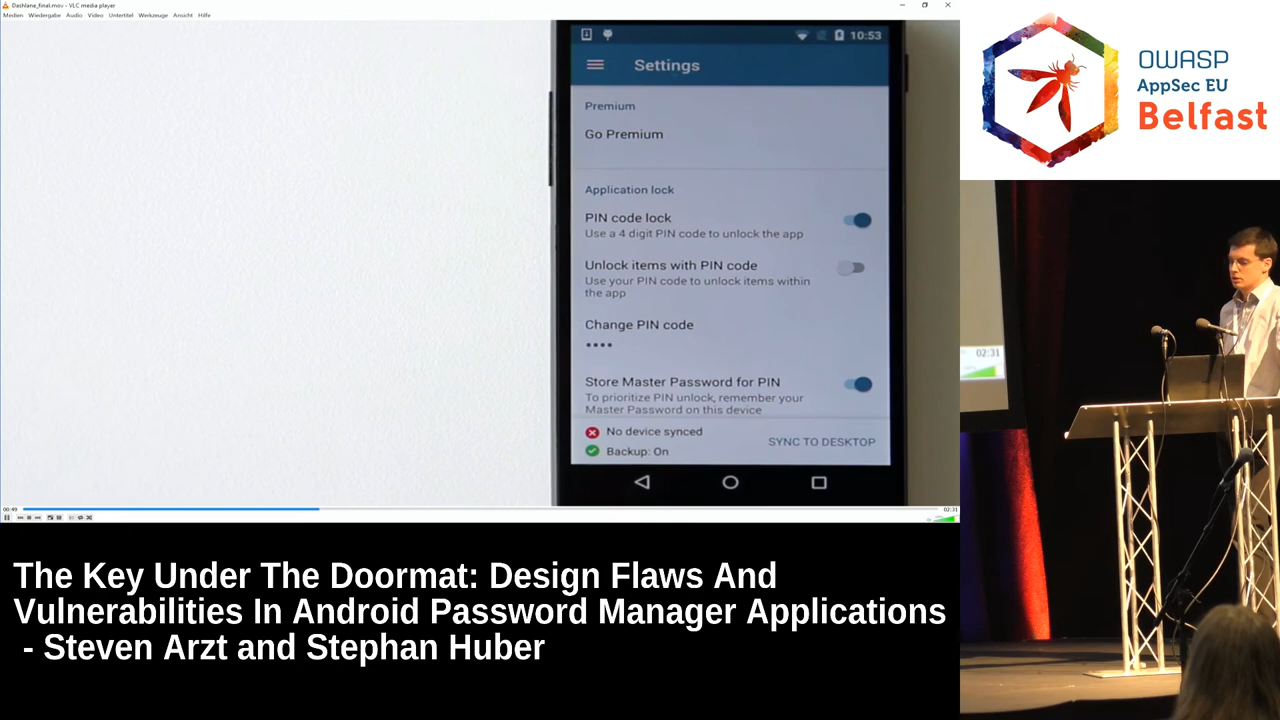 Dashlane_final.mov - VLC media player
Medien Wiedergabe Audio Video Untertitel Werkzeuge Ansicht Hilfe
10:53
Settings
Premium
Go Premium
Application lock
PIN code lock
Use a 4 digit PIN code to unlock the app
Unlock items with PIN code
Use your PIN code to unlock items within
the app
Change PIN code
Store Master Password for PIN
To prioritize PIN unlock, remember your
Master Password on this device
No device synced
Backup: On
SYNC TO DESKTOP
00:49
02:31
OWASP
AppSec EU
Belfast
02:31
The Key Under The Doormat: Design Flaws And
Vulnerabilities In Android Password Manager Applications
- Steven Arzt and Stephan Huber